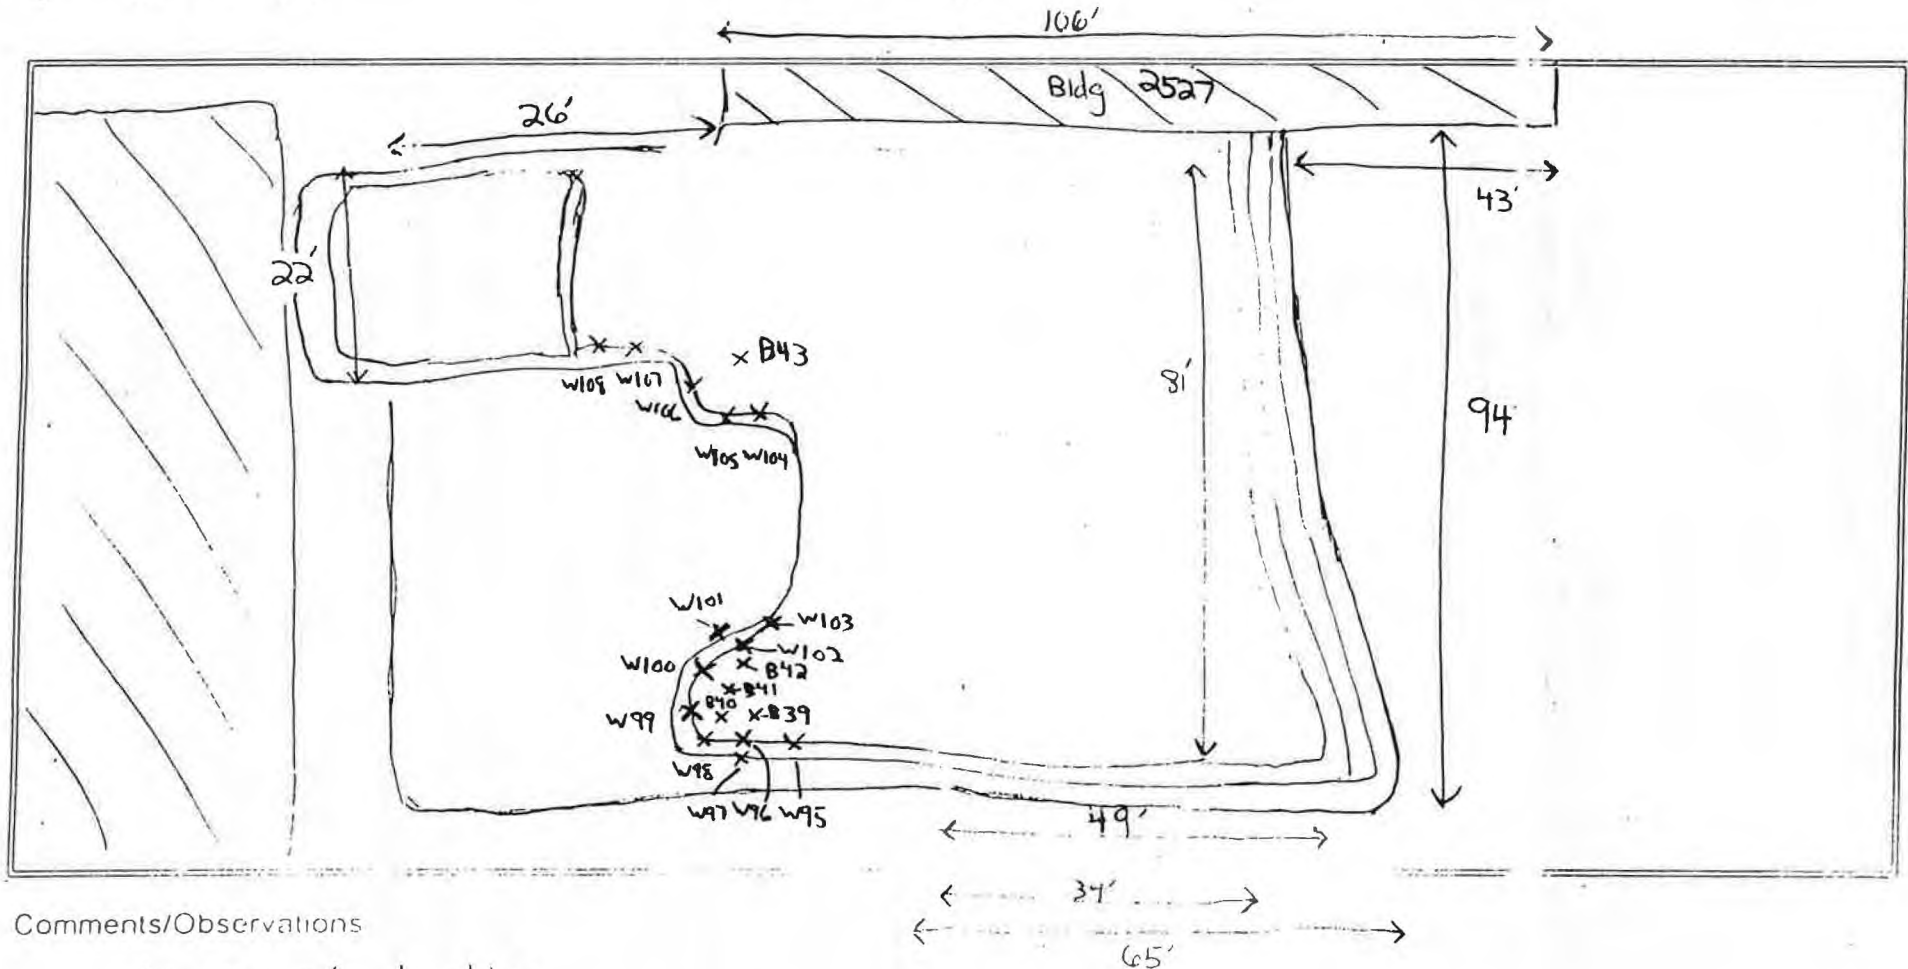 106'
Bldg 2527
26'
43'
22'
B43
W108 W107
81'
W106
94'
W105 W104
W101
W103
W102
W100
B42
B41
B40
B39
W99
W98
W97 W96 W95
49'
34'
65'
Comments/Observations